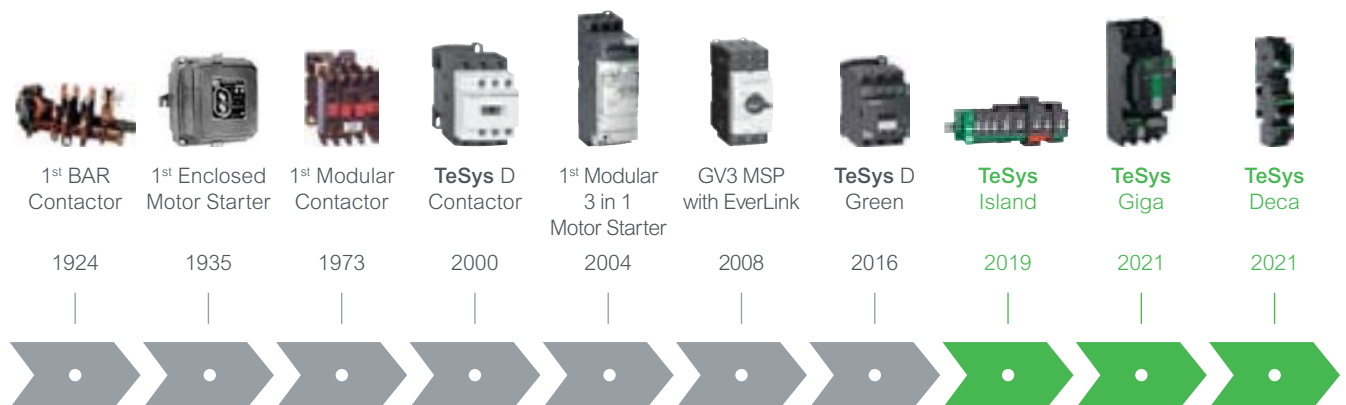 1st BAR
Contactor
1924
1st Enclosed
Motor Starter
1935
1st Modular
Contactor
1973
TeSys D
Contactor
2000
1st Modular
3 in 1
Motor Starter
2004
GV3 MSP
with EverLink
2008
TeSys D
Green
2016
TeSys
Island
2019
TeSys
Giga
2021
TeSys
Deca
2021